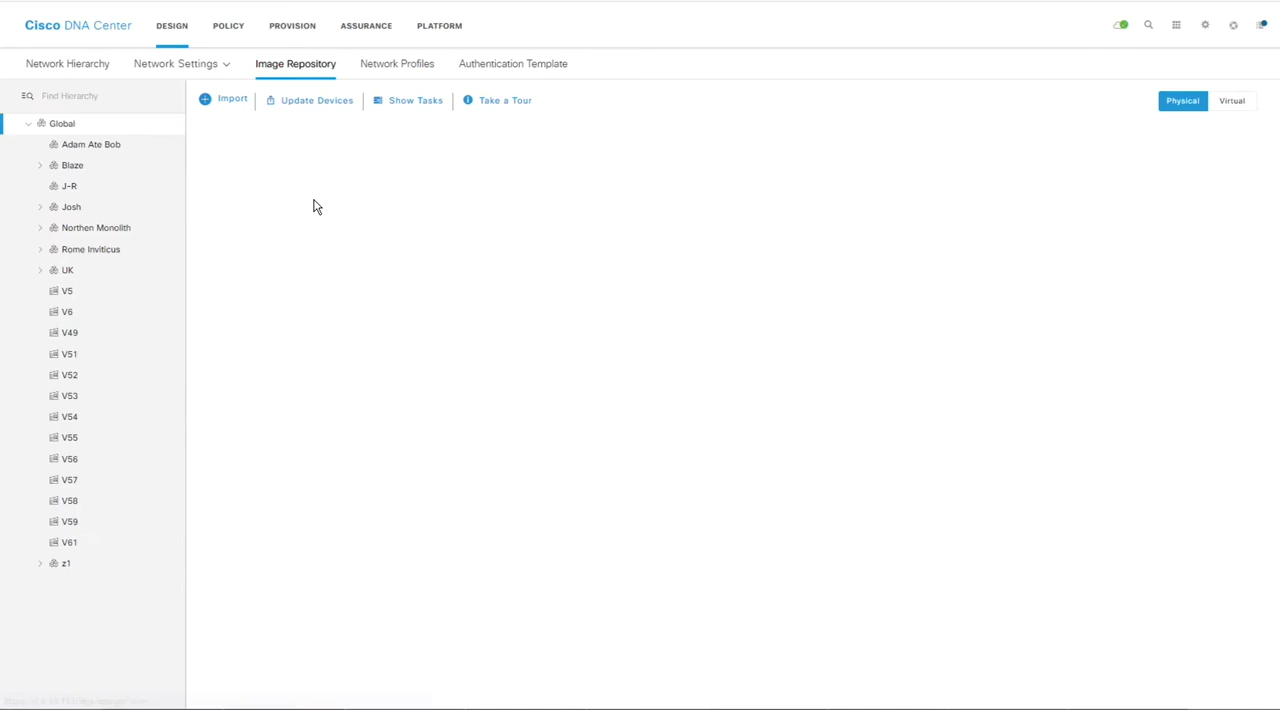 Cisco DNA Center DESIGN POLICY PROVISION ASSURANCE PLATFORM
Network Hierarchy Network Settings Image Repository Network Profiles Authentication Template
Find Hierarchy
Import Update Devices Show Tasks Take a Tour Physical Virtual
Global
Adam Ate Bob
Blaze
J-R
Josh
Northen Monolith
Rome Inviticus
UK
V5
V6
V49
V51
V52
V53
V54
V55
V56
V57
V58
V59
V61
z1